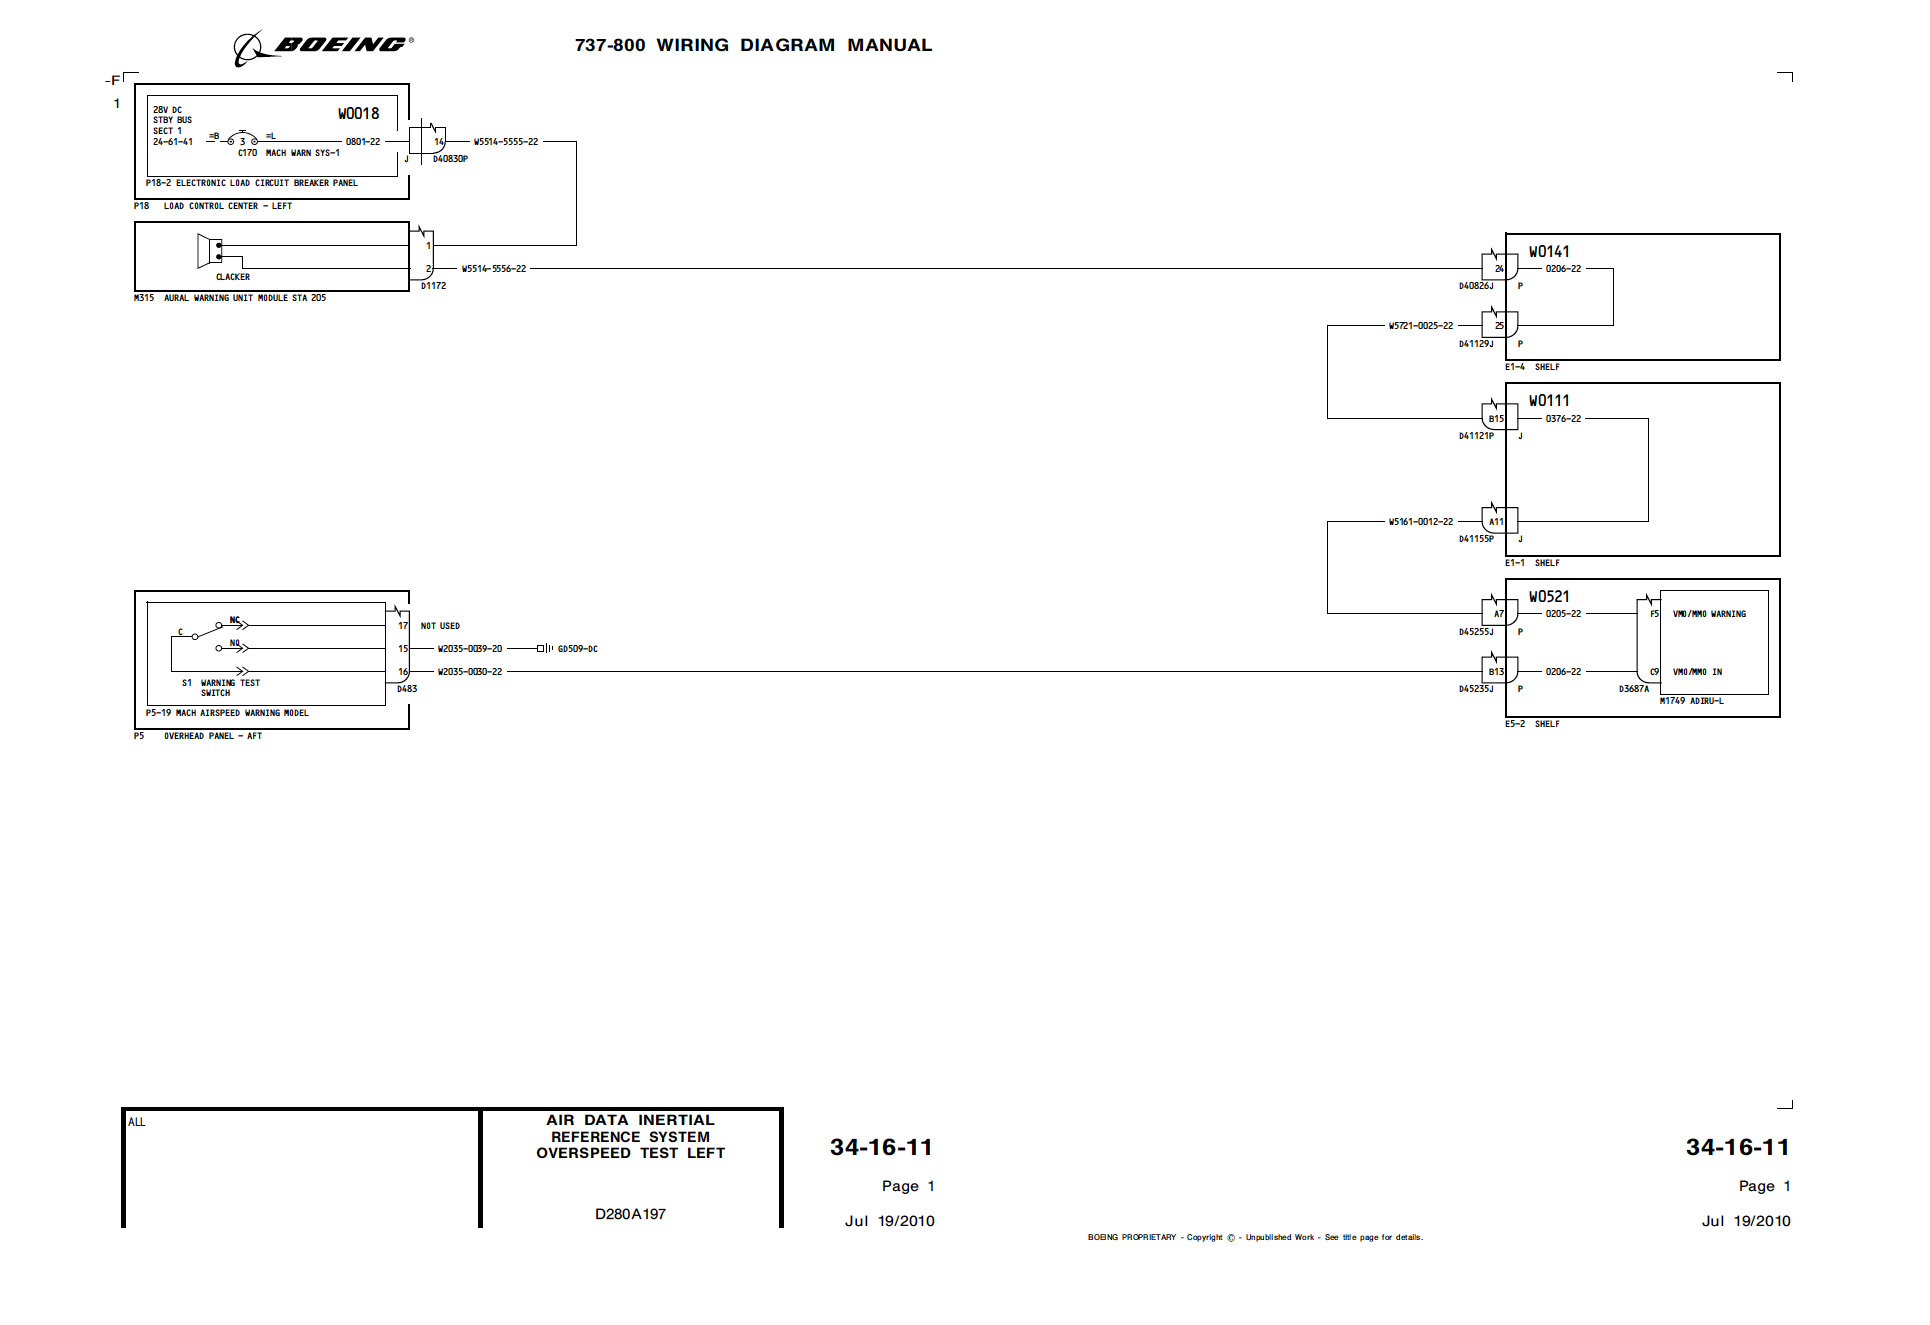 BOEING®
737-800 WIRING DIAGRAM MANUAL
-F
1
28V DC
STBY BUS
SECT 1
24-61-41
W0018
=B
3
=L
0801-22
C170 MACH WARN SYS-1
J
14
D40830P
W5514-5555-22
P18-2 ELECTRONIC LOAD CIRCUIT BREAKER PANEL
P18 LOAD CONTROL CENTER - LEFT
CLACKER
1
2
W5514-5556-22
D1172
M315 AURAL WARNING UNIT MODULE STA 205
W0141
24
0206-22
D40826J P
W5721-0025-22
25
D41129J P
E1-4 SHELF
W0111
B15
0376-22
D41121P J
W5161-0012-22
A11
D41155P J
E1-1 SHELF
W0521
A7
0205-22
F5
VMO/MMO WARNING
D45255J P
B13
0206-22
C9
VMO/MMO IN
D45235J P
D3687A
M1749 ADIRU-L
E5-2 SHELF
C
NC
NO
17
NOT USED
15
W2035-0039-20
GD509-DC
16
W2035-0030-22
S1 WARNING TEST
SWITCH
D483
P5-19 MACH AIRSPEED WARNING MODEL
P5 OVERHEAD PANEL - AFT
ALL
AIR DATA INERTIAL
REFERENCE SYSTEM
OVERSPEED TEST LEFT
D280A197
34-16-11
Page 1
Jul 19/2010
34-16-11
Page 1
Jul 19/2010
BOEING PROPRIETARY - Copyright © - Unpublished Work - See title page for details.